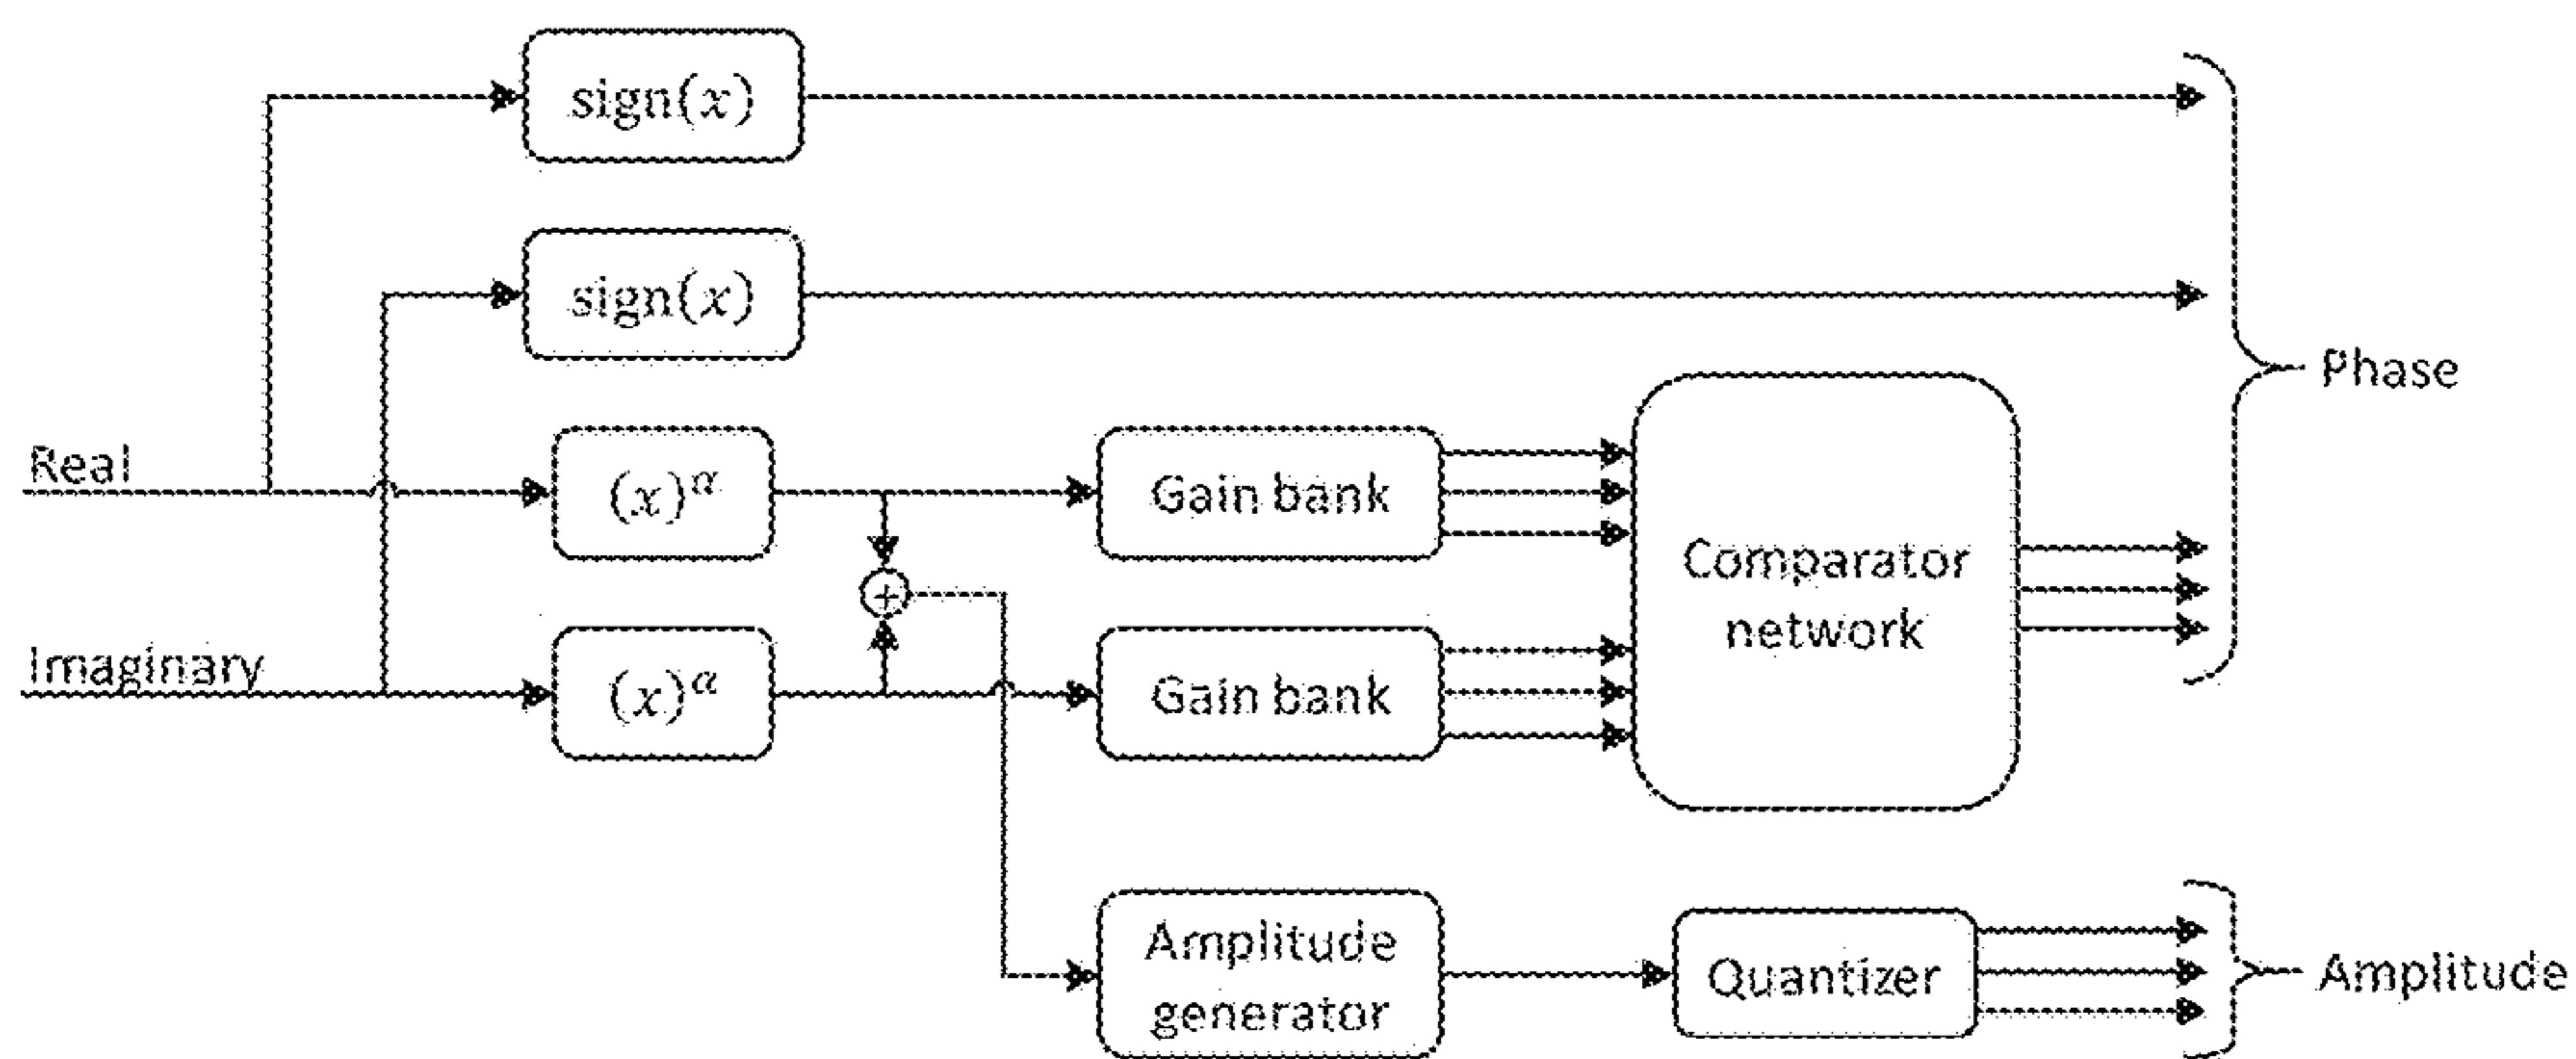 sign(x)
sign(x)
Phase
Real
(x)^α
Gain bank
Comparator
network
Imaginary
(x)^α
Gain bank
Amplitude
generator
Quantizer
Amplitude